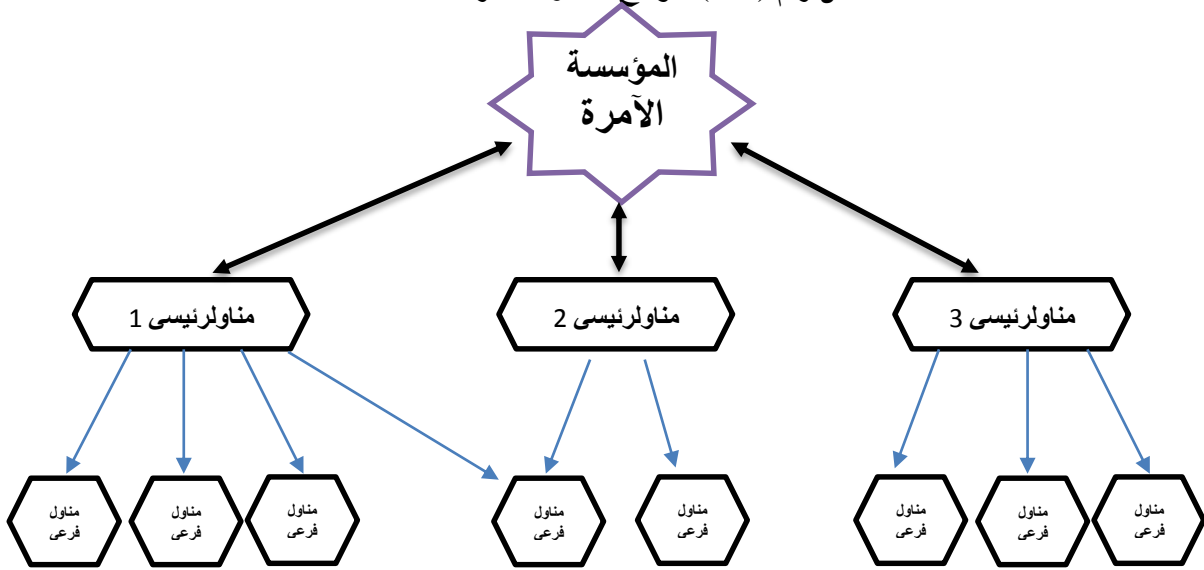 المؤسسة
الآمرة
مناولرئيسى 1
مناولرئيسى 2
مناولرئيسى 3
مناول
فرعى
مناول
فرعى
مناول
فرعى
مناول
فرعى
مناول
فرعى
مناول
فرعى
مناول
فرعى
مناول
فرعى